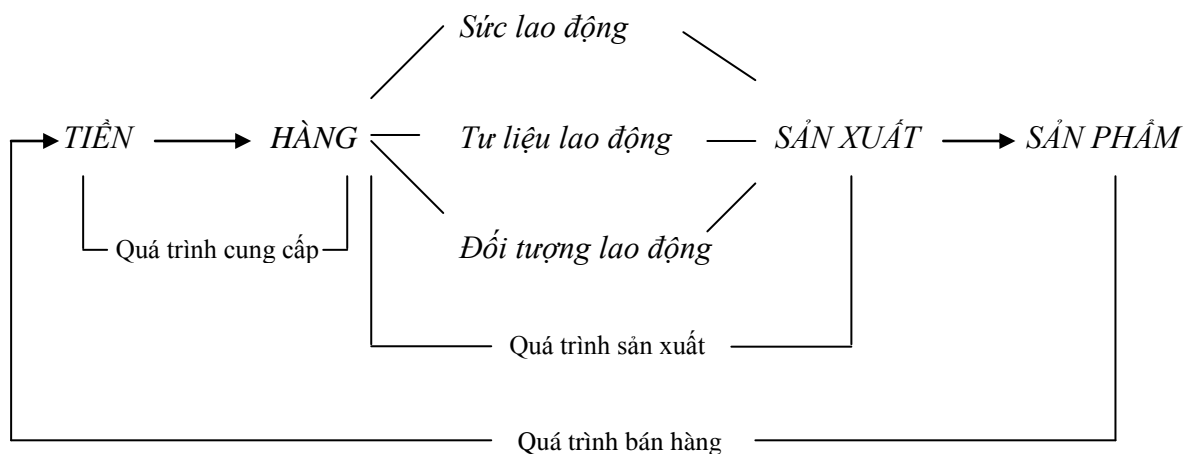 Sức lao động
TIỀN HÀNG Tư liệu lao động SẢN XUẤT SẢN PHẨM
Quá trình cung cấp Đối tượng lao động
Quá trình sản xuất
Quá trình bán hàng